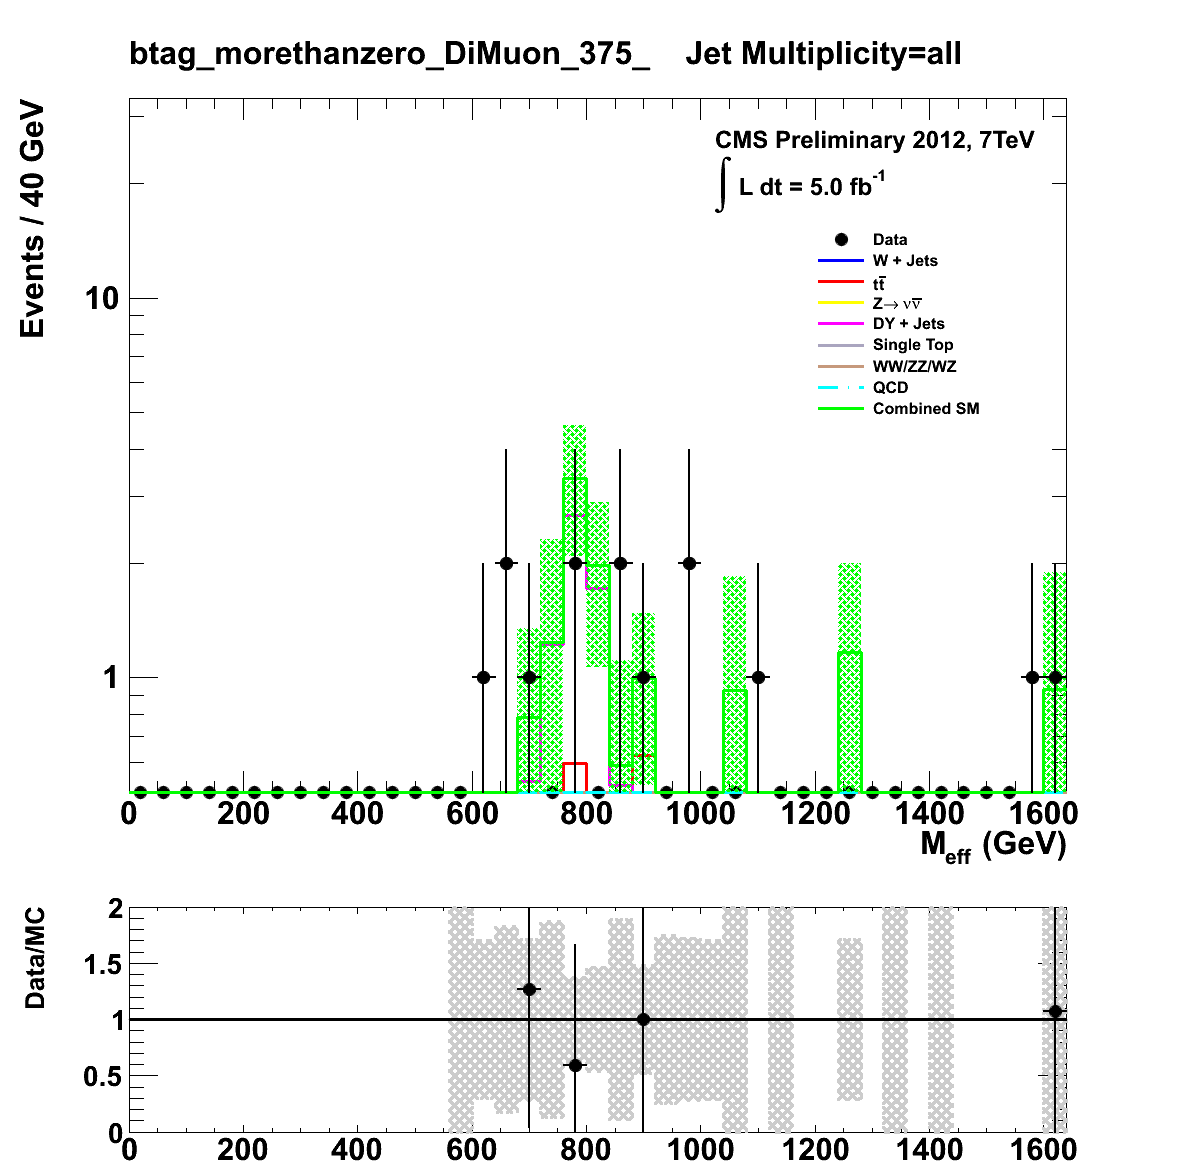 btag_morethanzero_DiMuon_375_ Jet Multiplicity=all
Events / 40 GeV
CMS Preliminary 2012, 7TeV
∫ L dt = 5.0 fb⁻¹
Data
W + Jets
tt̅
Z→ νν̅
DY + Jets
Single Top
WW/ZZ/WZ
QCD
Combined SM
10
1
0 200 400 600 800 1000 1200 1400 1600
M_eff (GeV)
Data/MC
2
1.5
1
0.5
0
0 200 400 600 800 1000 1200 1400 1600